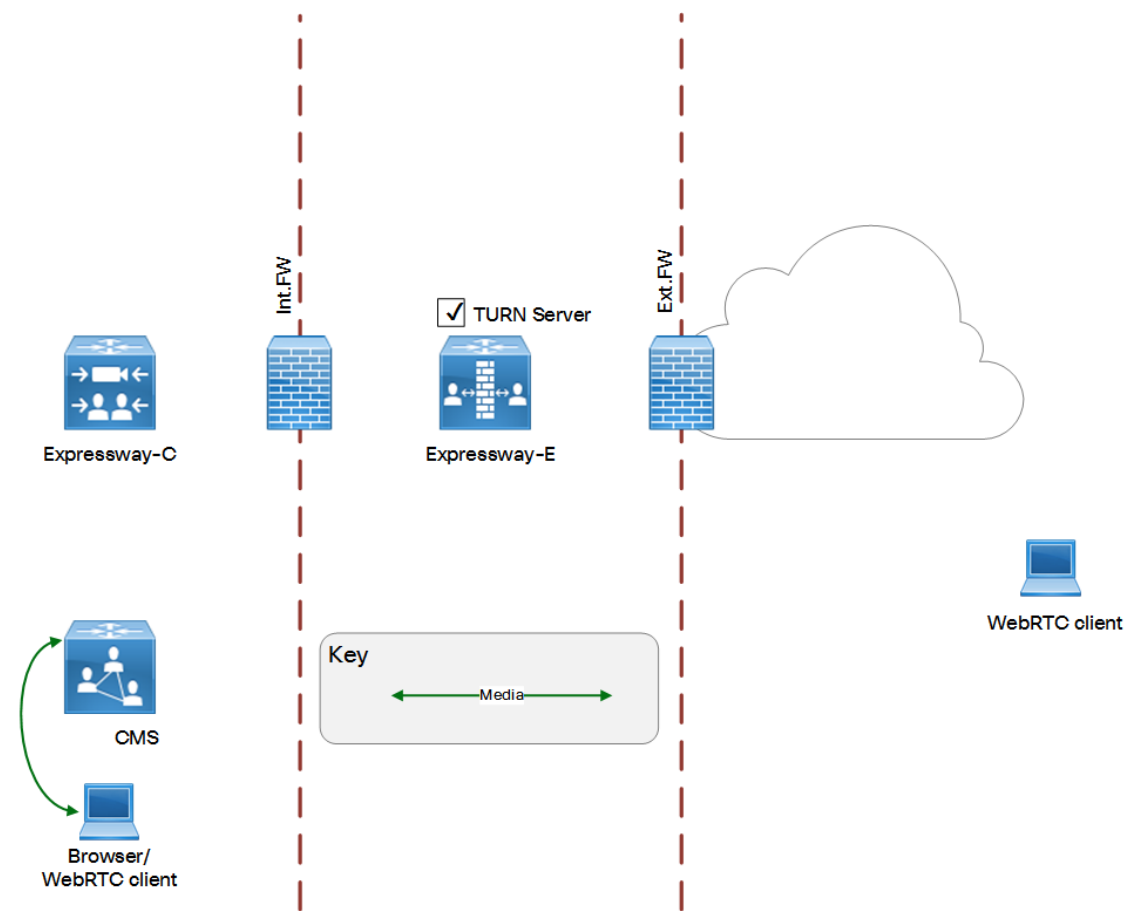 Int.FW
Ext.FW
TURN Server
Expressway-C
Expressway-E
WebRTC client
Key
Media
CMS
Browser/
WebRTC client